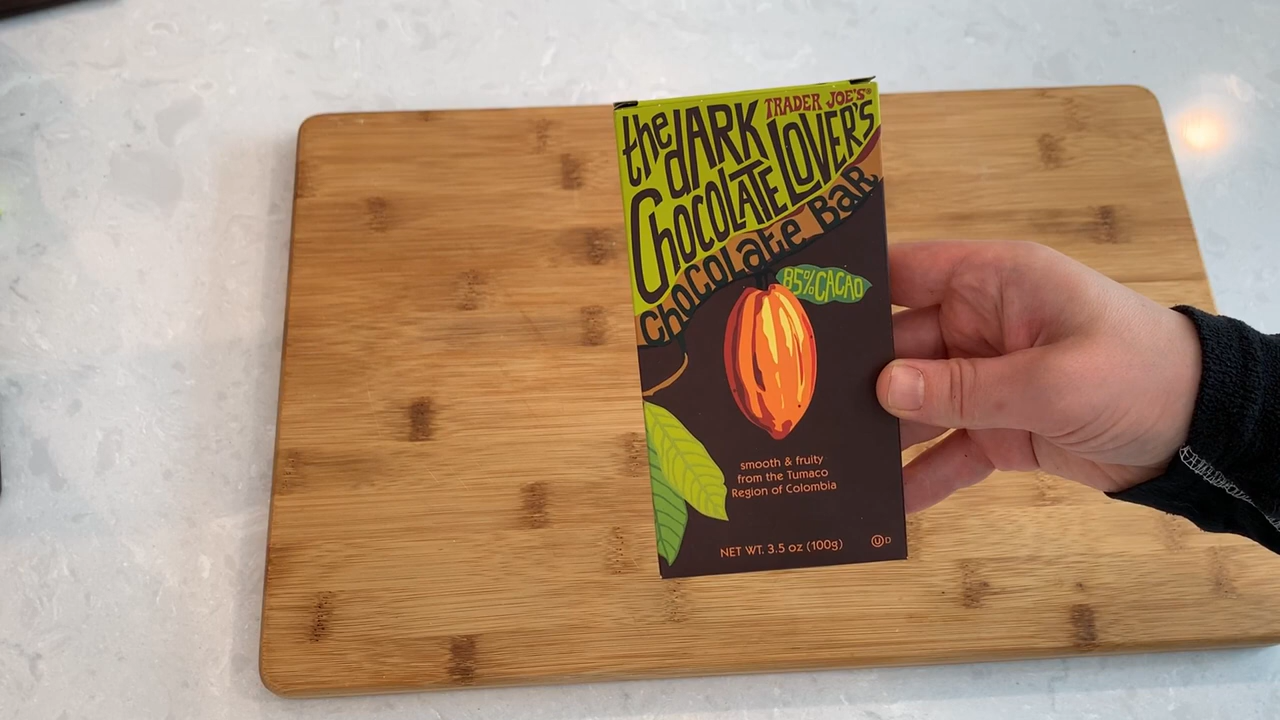 TRADER JOE'S®
the dARK
CHOCOLATE LOVER'S
CHOCOLATE BAR
85% CACAO
smooth & fruity
from the Tumaco
Region of Colombia
NET WT. 3.5 oz (100g)
U D